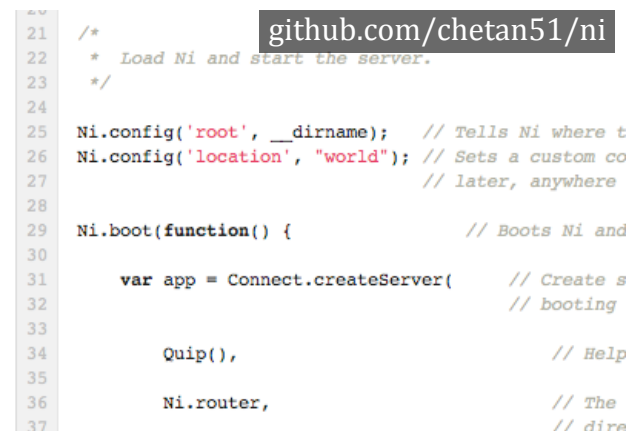 github.com/chetan51/ni
21 /*
22 * Load Ni and start the server.
23 */
24
25 Ni.config('root', __dirname); // Tells Ni where t
26 Ni.config('location', "world"); // Sets a custom co
27 // later, anywhere
28
29 Ni.boot(function() { // Boots Ni and
30
31 var app = Connect.createServer( // Create s
32 // booting
33
34 Quip(), // Help
35
36 Ni.router, // The
37 // dire